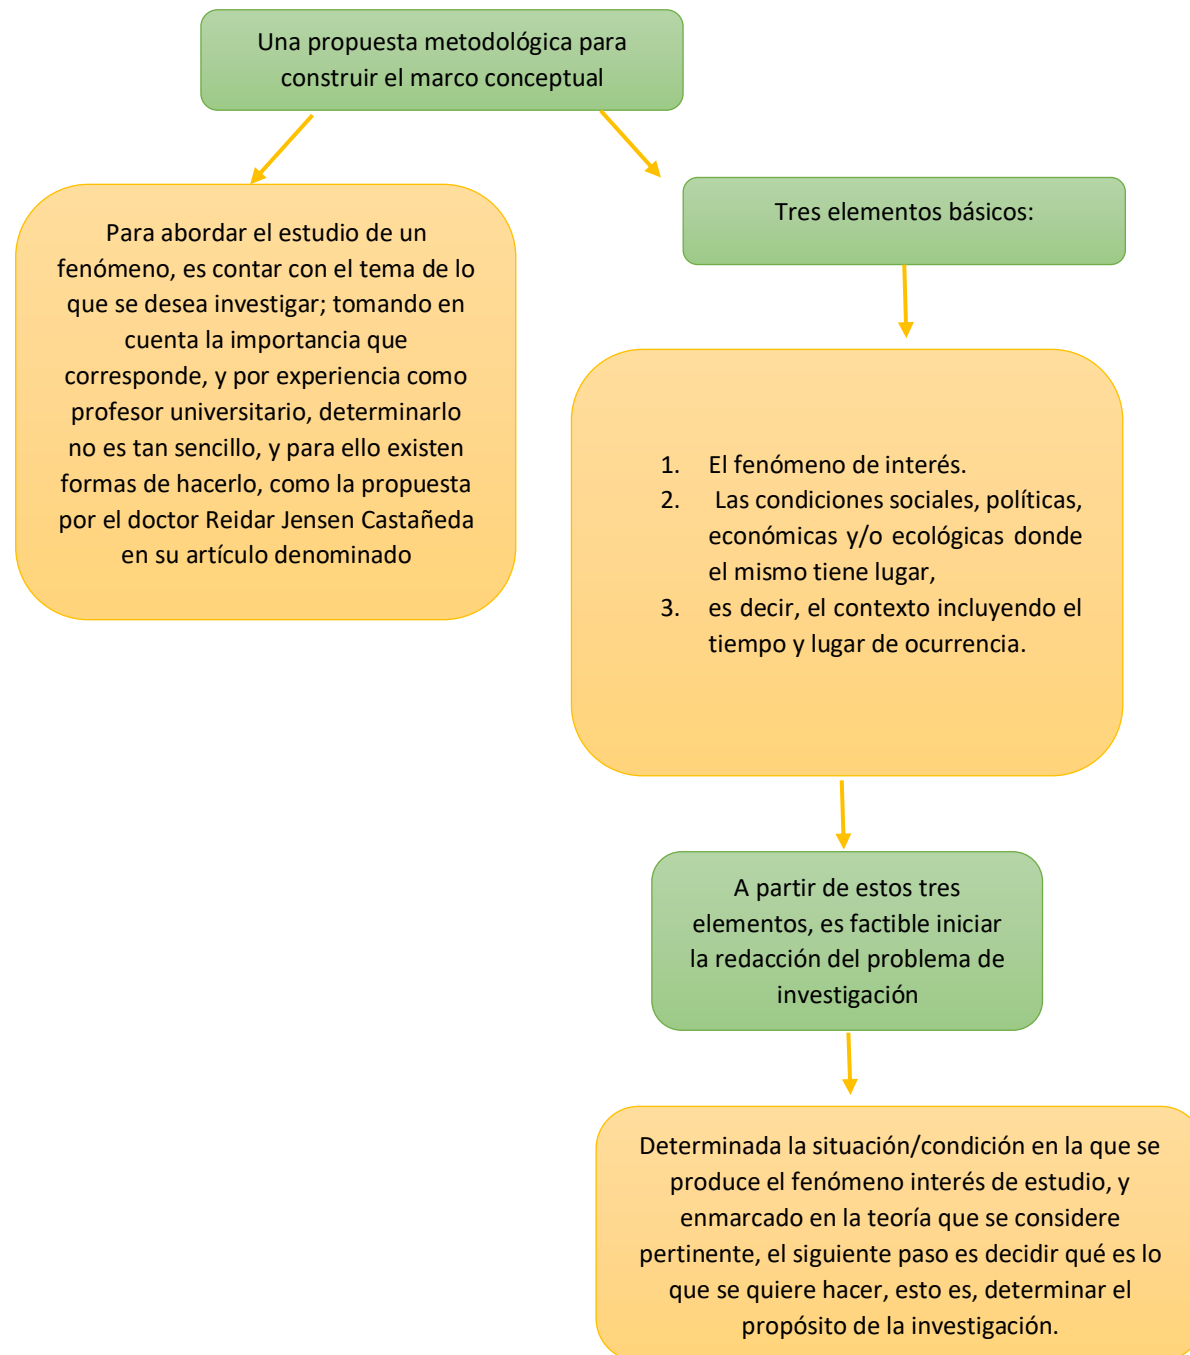 Una propuesta metodológica para
construir el marco conceptual
Para abordar el estudio de un
fenómeno, es contar con el tema de lo
que se desea investigar; tomando en
cuenta la importancia que
corresponde, y por experiencia como
profesor universitario, determinarlo
no es tan sencillo, y para ello existen
formas de hacerlo, como la propuesta
por el doctor Reidar Jensen Castañeda
en su artículo denominado
Tres elementos básicos:
1. El fenómeno de interés.
2. Las condiciones sociales, políticas,
económicas y/o ecológicas donde
el mismo tiene lugar,
3. es decir, el contexto incluyendo el
tiempo y lugar de ocurrencia.
A partir de estos tres
elementos, es factible iniciar
la redacción del problema de
investigación
Determinada la situación/condición en la que se
produce el fenómeno interés de estudio, y
enmarcado en la teoría que se considere
pertinente, el siguiente paso es decidir qué es lo
que se quiere hacer, esto es, determinar el
propósito de la investigación.